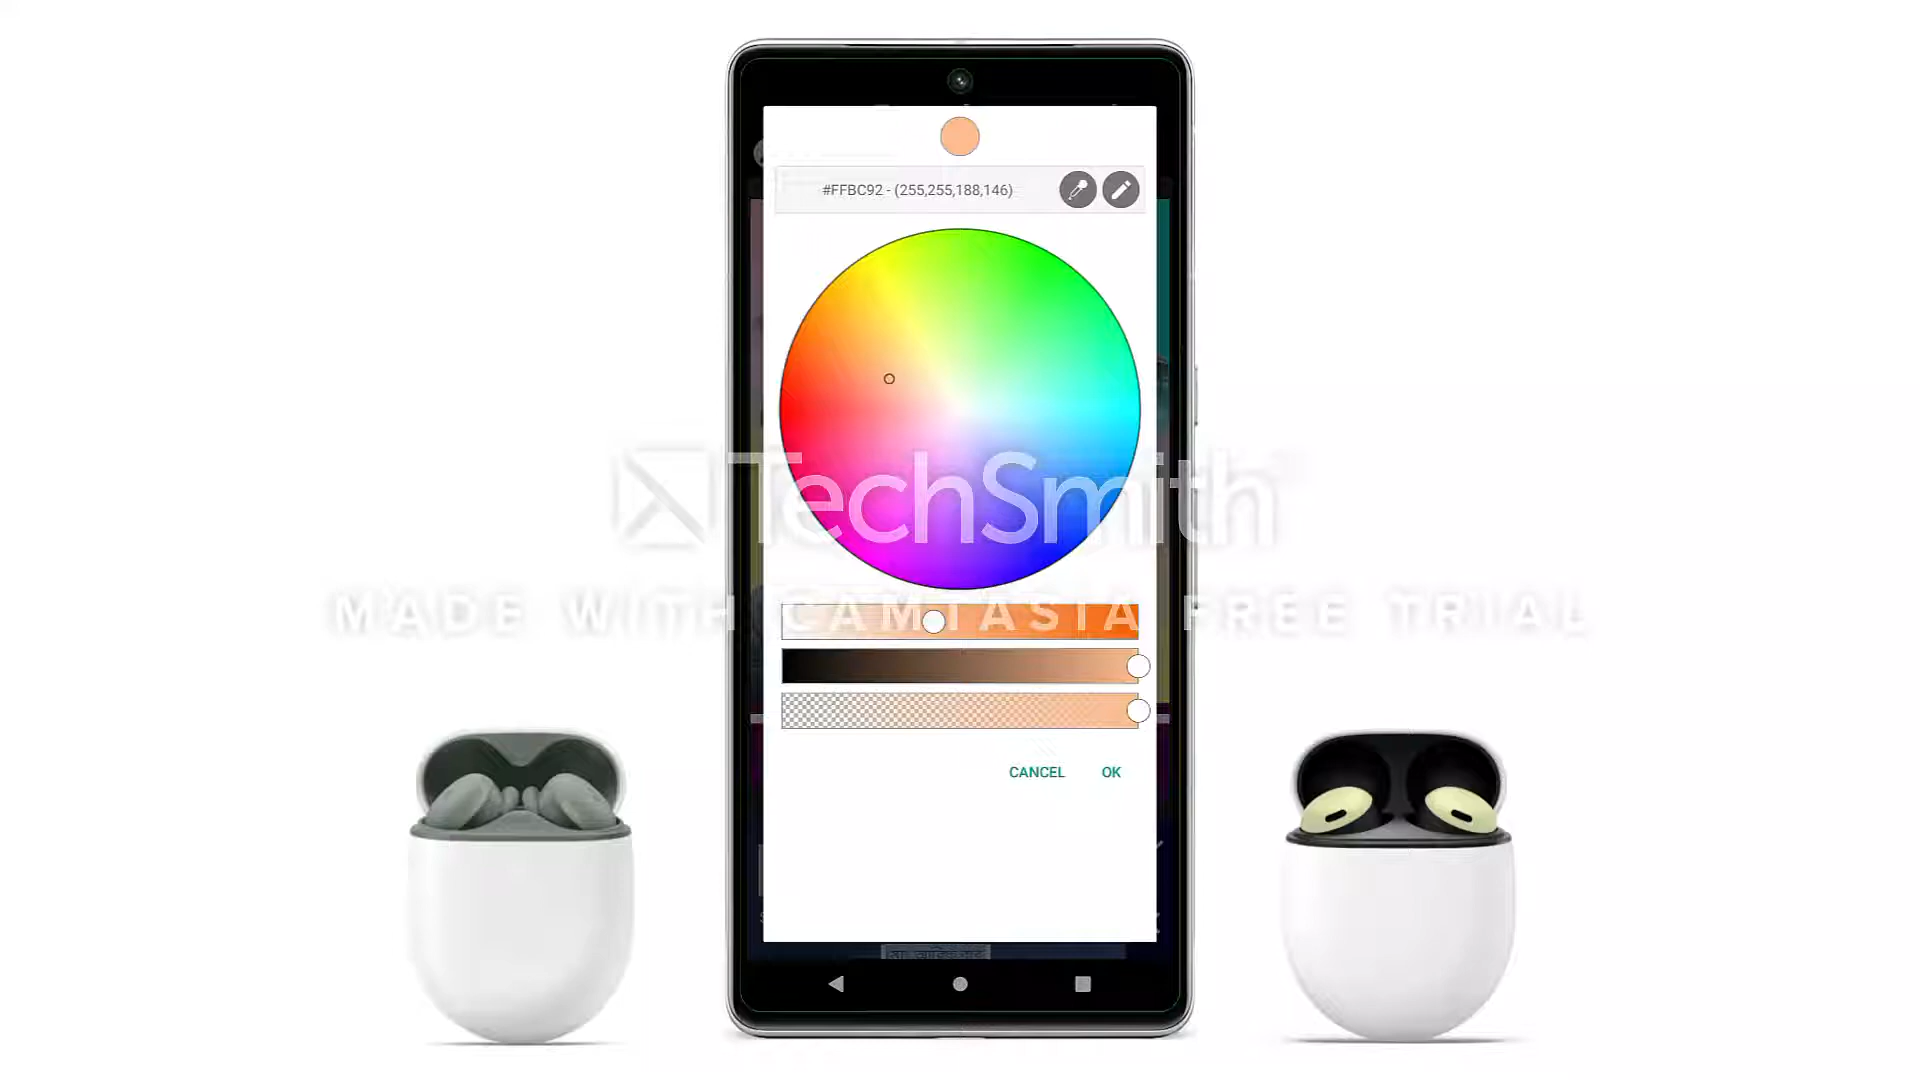 #FFBC92 - (255,255,188,146)
TechSmith
MADE WITH CAMTASIA FREE TRIAL
CANCEL OK